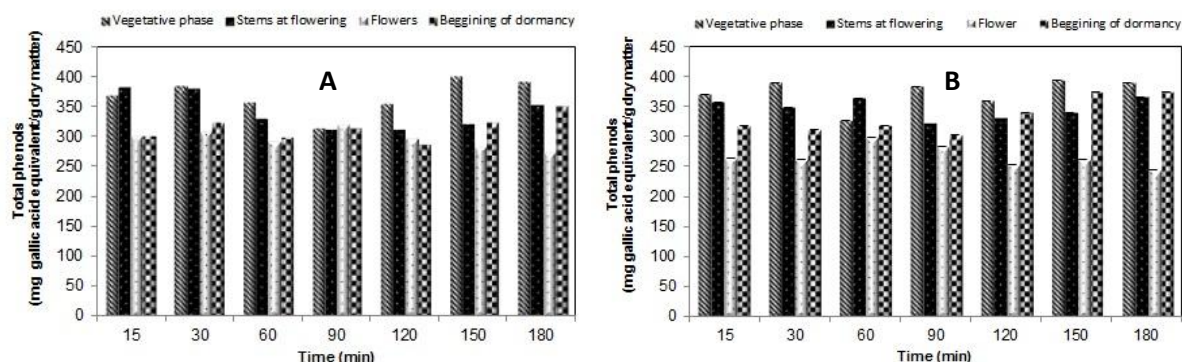 Vegetative phase Stems at flowering Flowers Beggining of dormancy
A
Total phenols
(mg gallic acid equivalent/g dry matter)
450
400
350
300
250
200
150
100
50
0
15 30 60 90 120 150 180
Time (min)
Vegetative phase Stems at flowering Flower Beggining of dormancy
B
Total phenols
(mg gallic acid equivalent/g dry matter
450
400
350
300
250
200
150
100
50
0
15 30 60 90 120 150 180
Time (min)